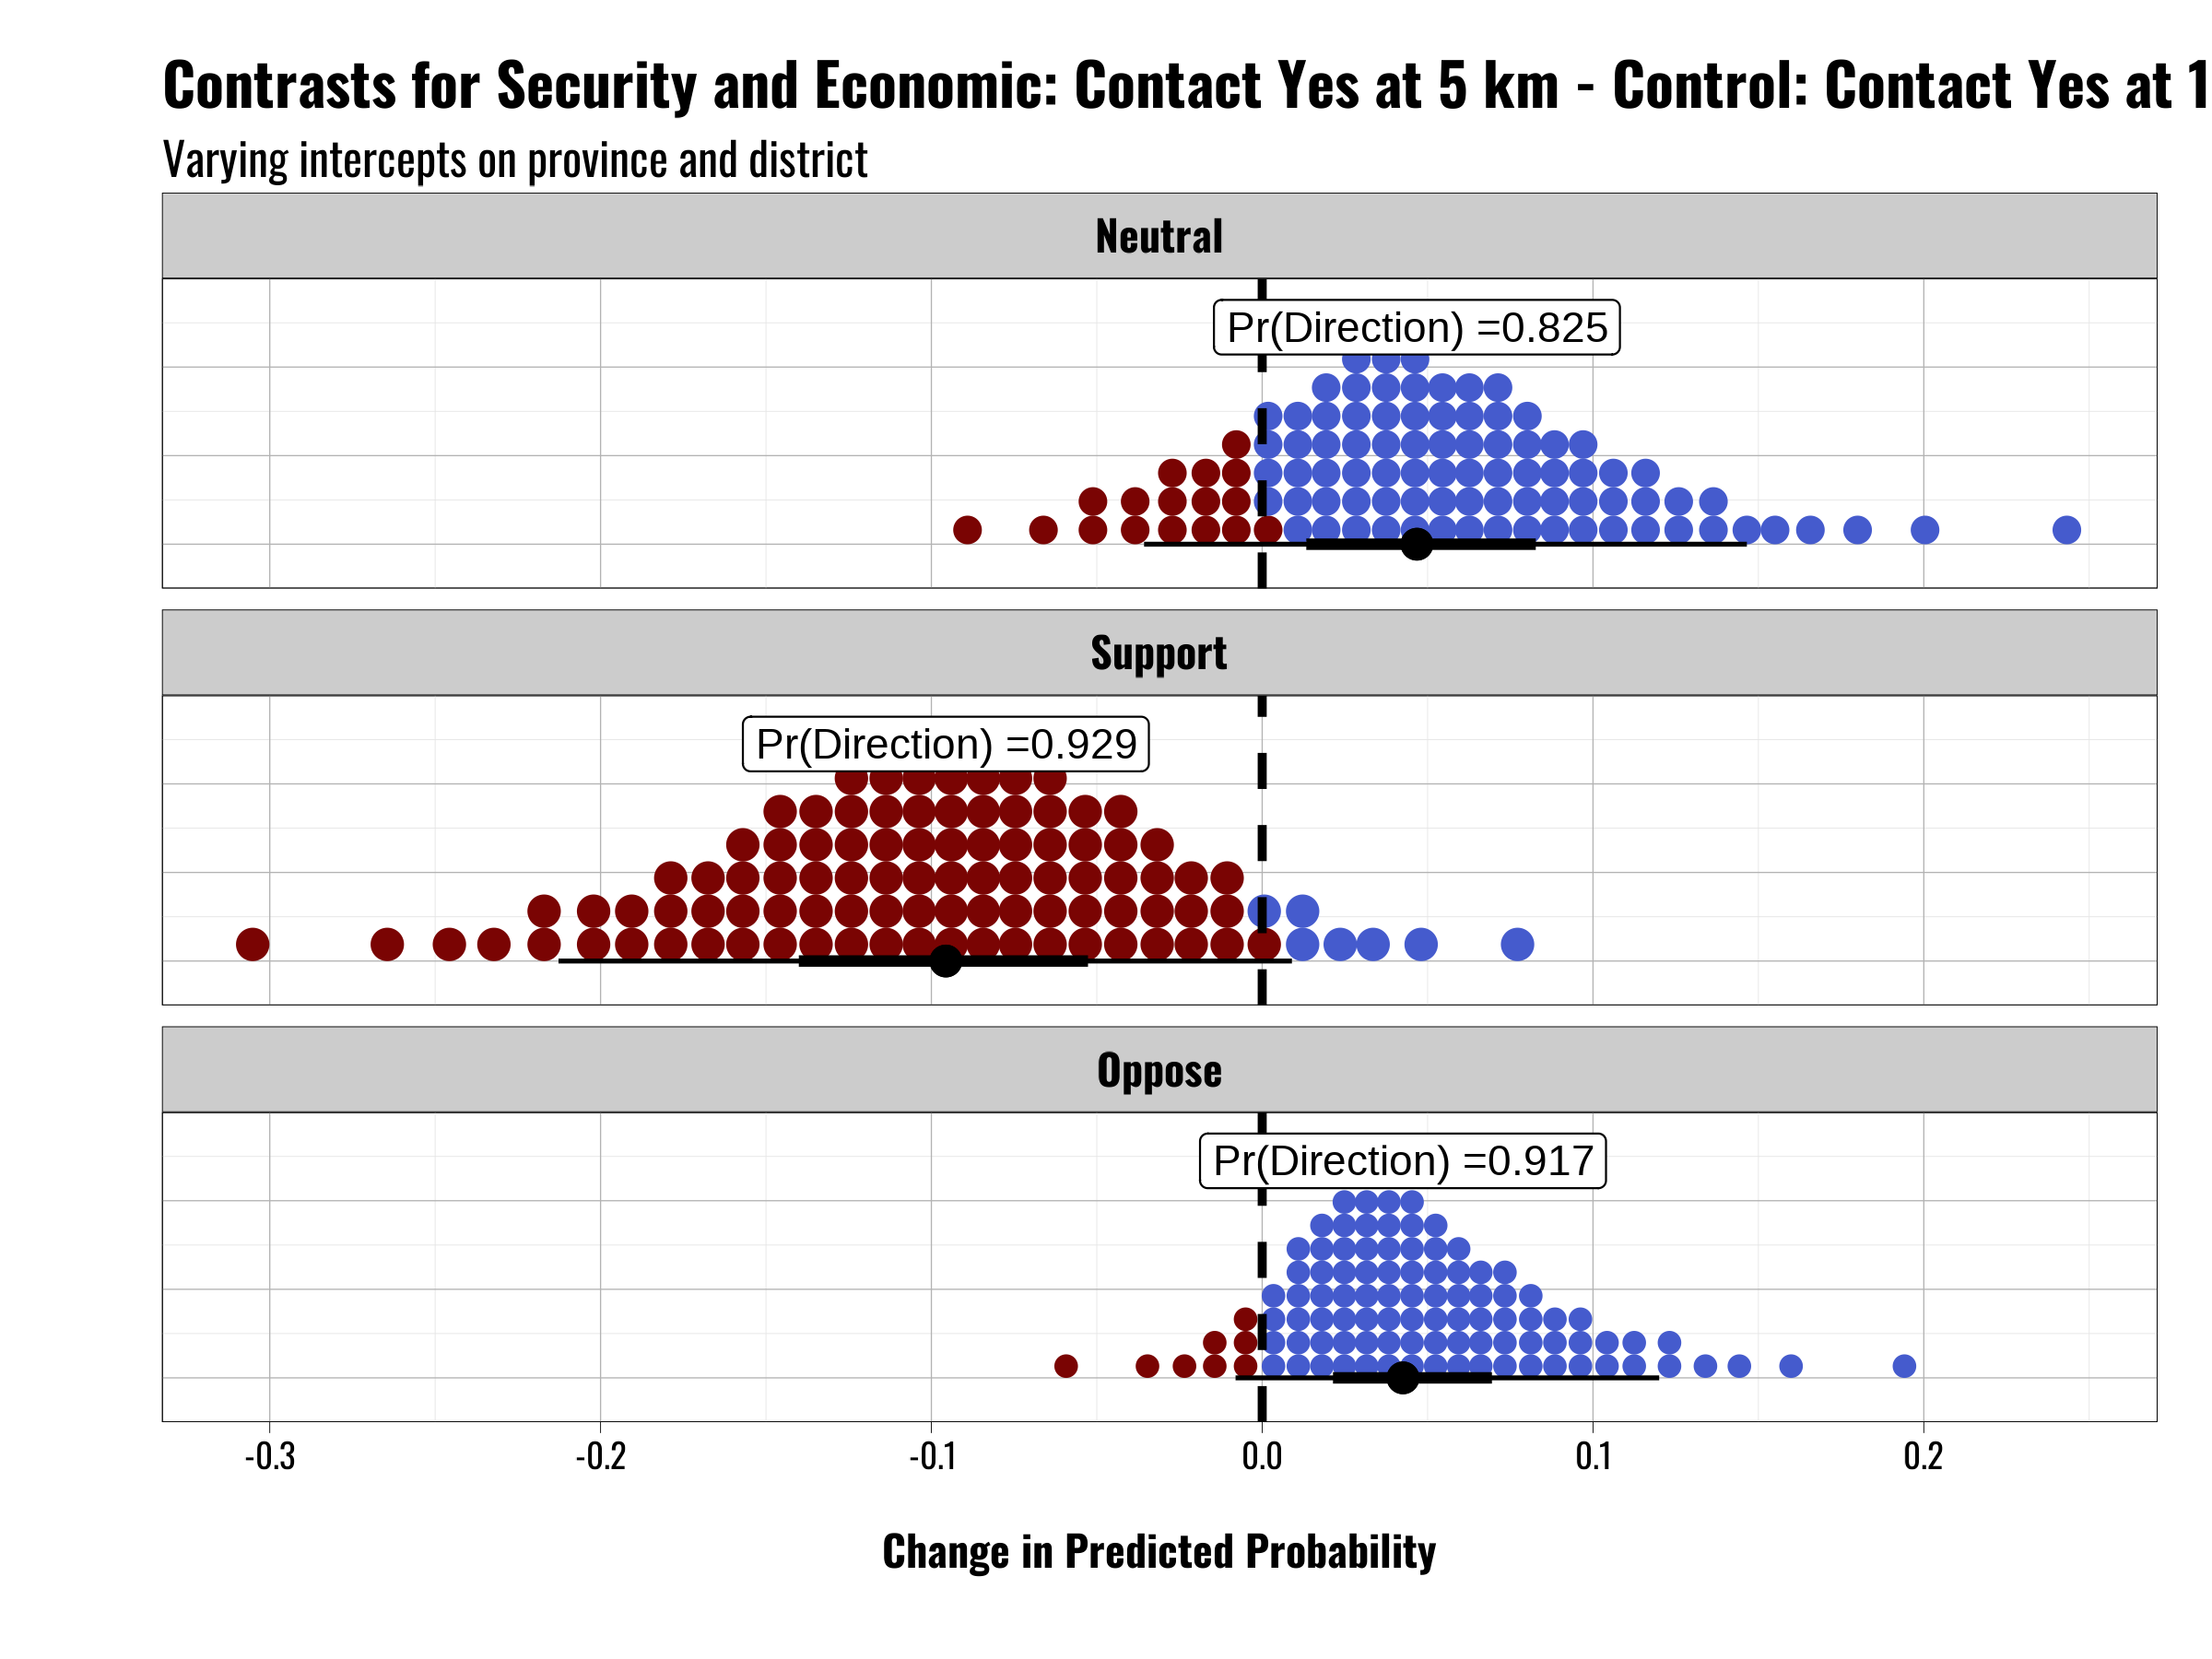 Contrasts for Security and Economic: Contact Yes at 5 km - Control: Contact Yes at 1
Varying intercepts on province and district
Neutral
Pr(Direction) =0.825
Support
Pr(Direction) =0.929
Oppose
Pr(Direction) =0.917
-0.3 -0.2 -0.1 0.0 0.1 0.2
Change in Predicted Probability